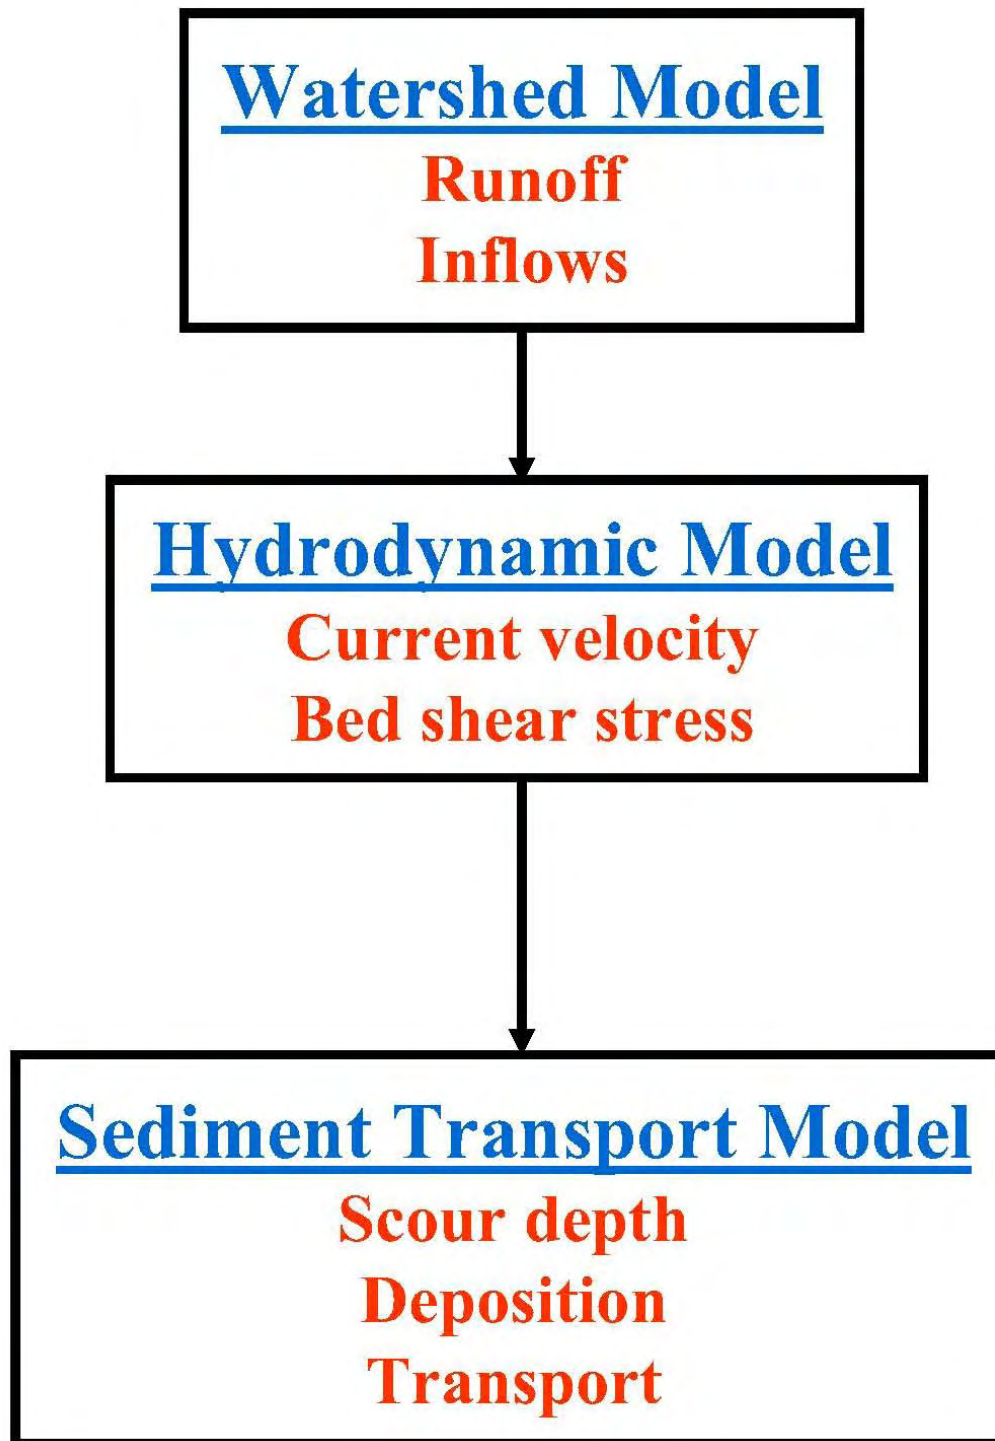 Watershed Model
Runoff
Inflows
Hydrodynamic Model
Current velocity
Bed shear stress
Sediment Transport Model
Scour depth
Deposition
Transport